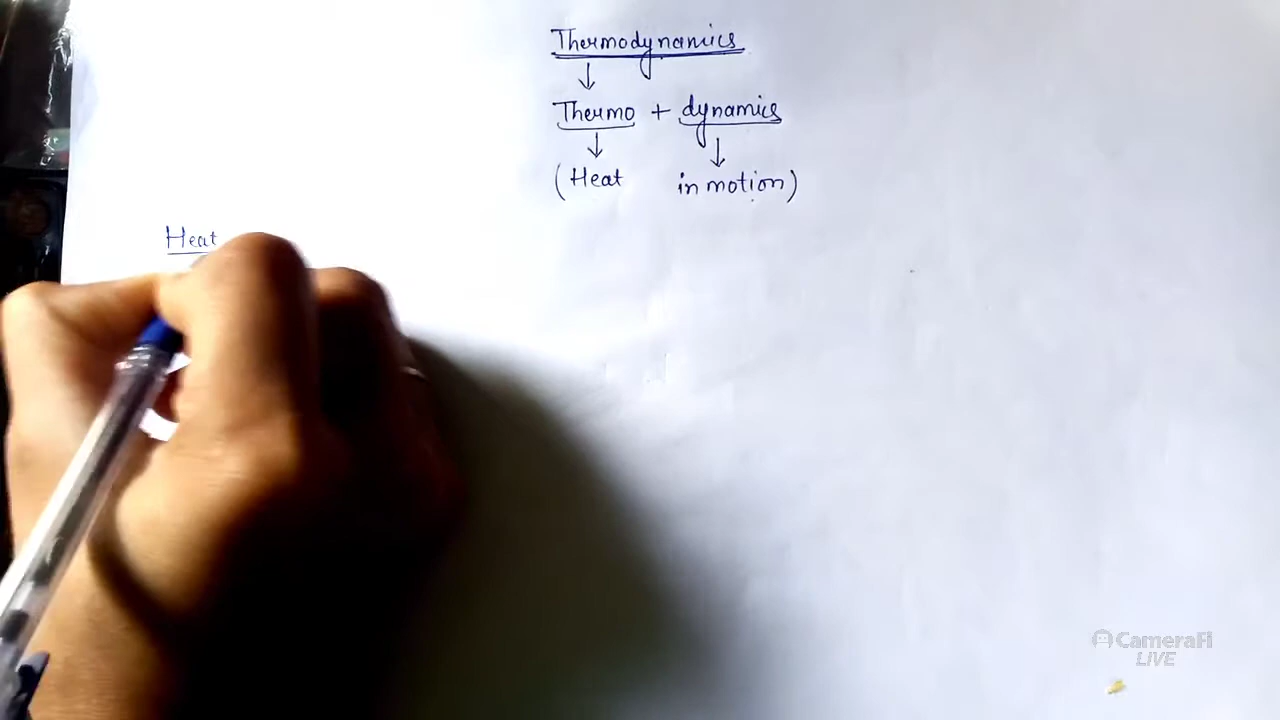 Thermodynamics
↓
Thermo + dynamics
↓ ↓
(Heat in motion)
Heat
CameraFi
LIVE